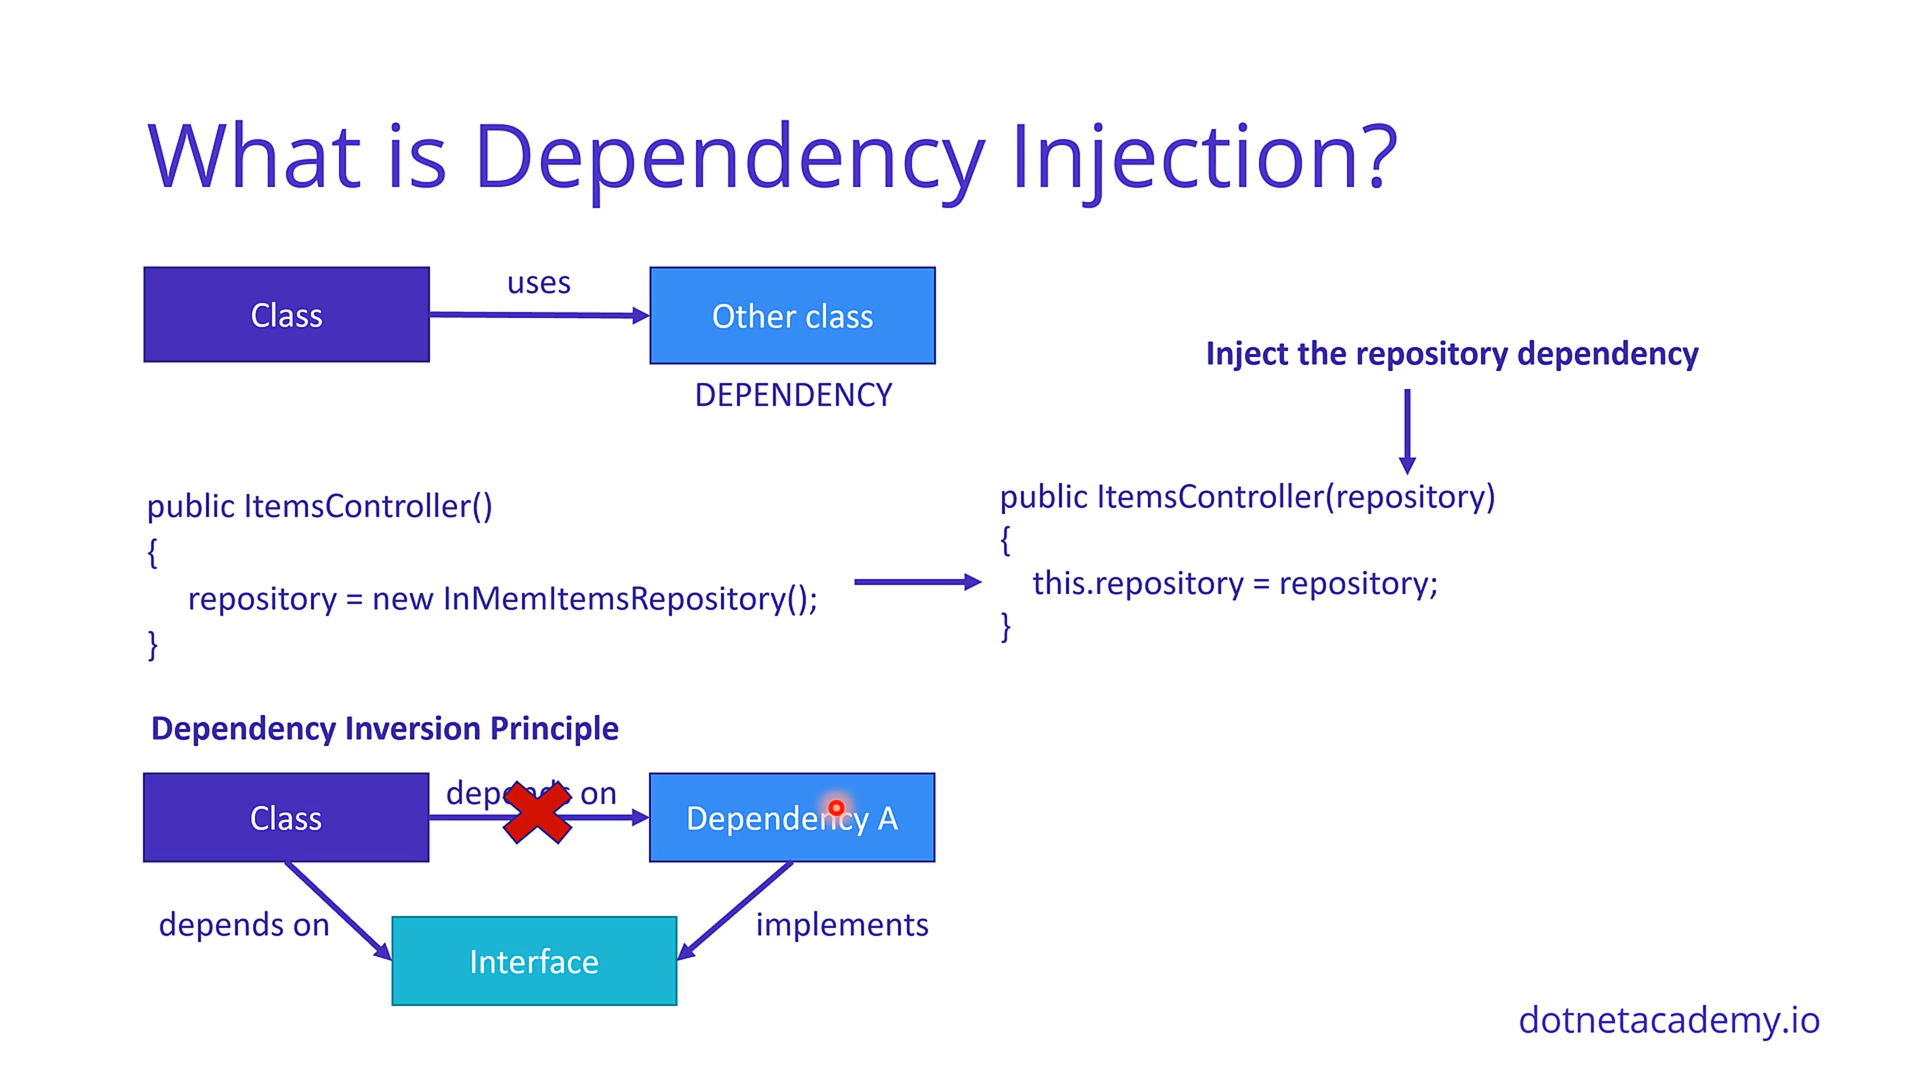 What is Dependency Injection?
Class
uses
Other class
DEPENDENCY
Inject the repository dependency
public ItemsController()
{
repository = new InMemItemsRepository();
}
public ItemsController(repository)
{
this.repository = repository;
}
Dependency Inversion Principle
Class
depends on
Dependency A
depends on
implements
Interface
dotnetacademy.io